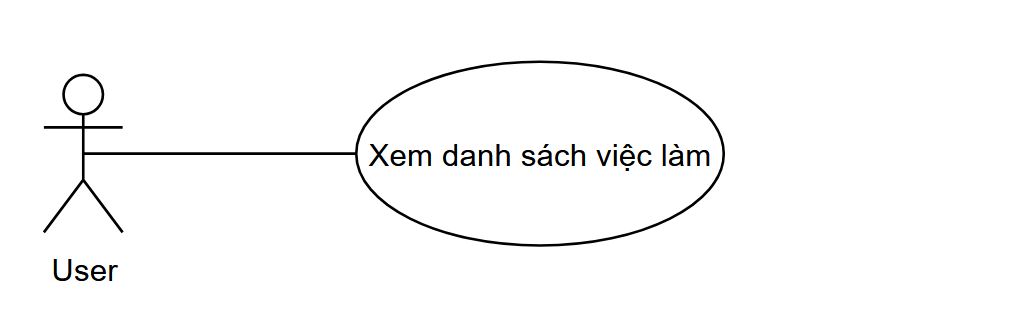 Xem danh sách việc làm
User